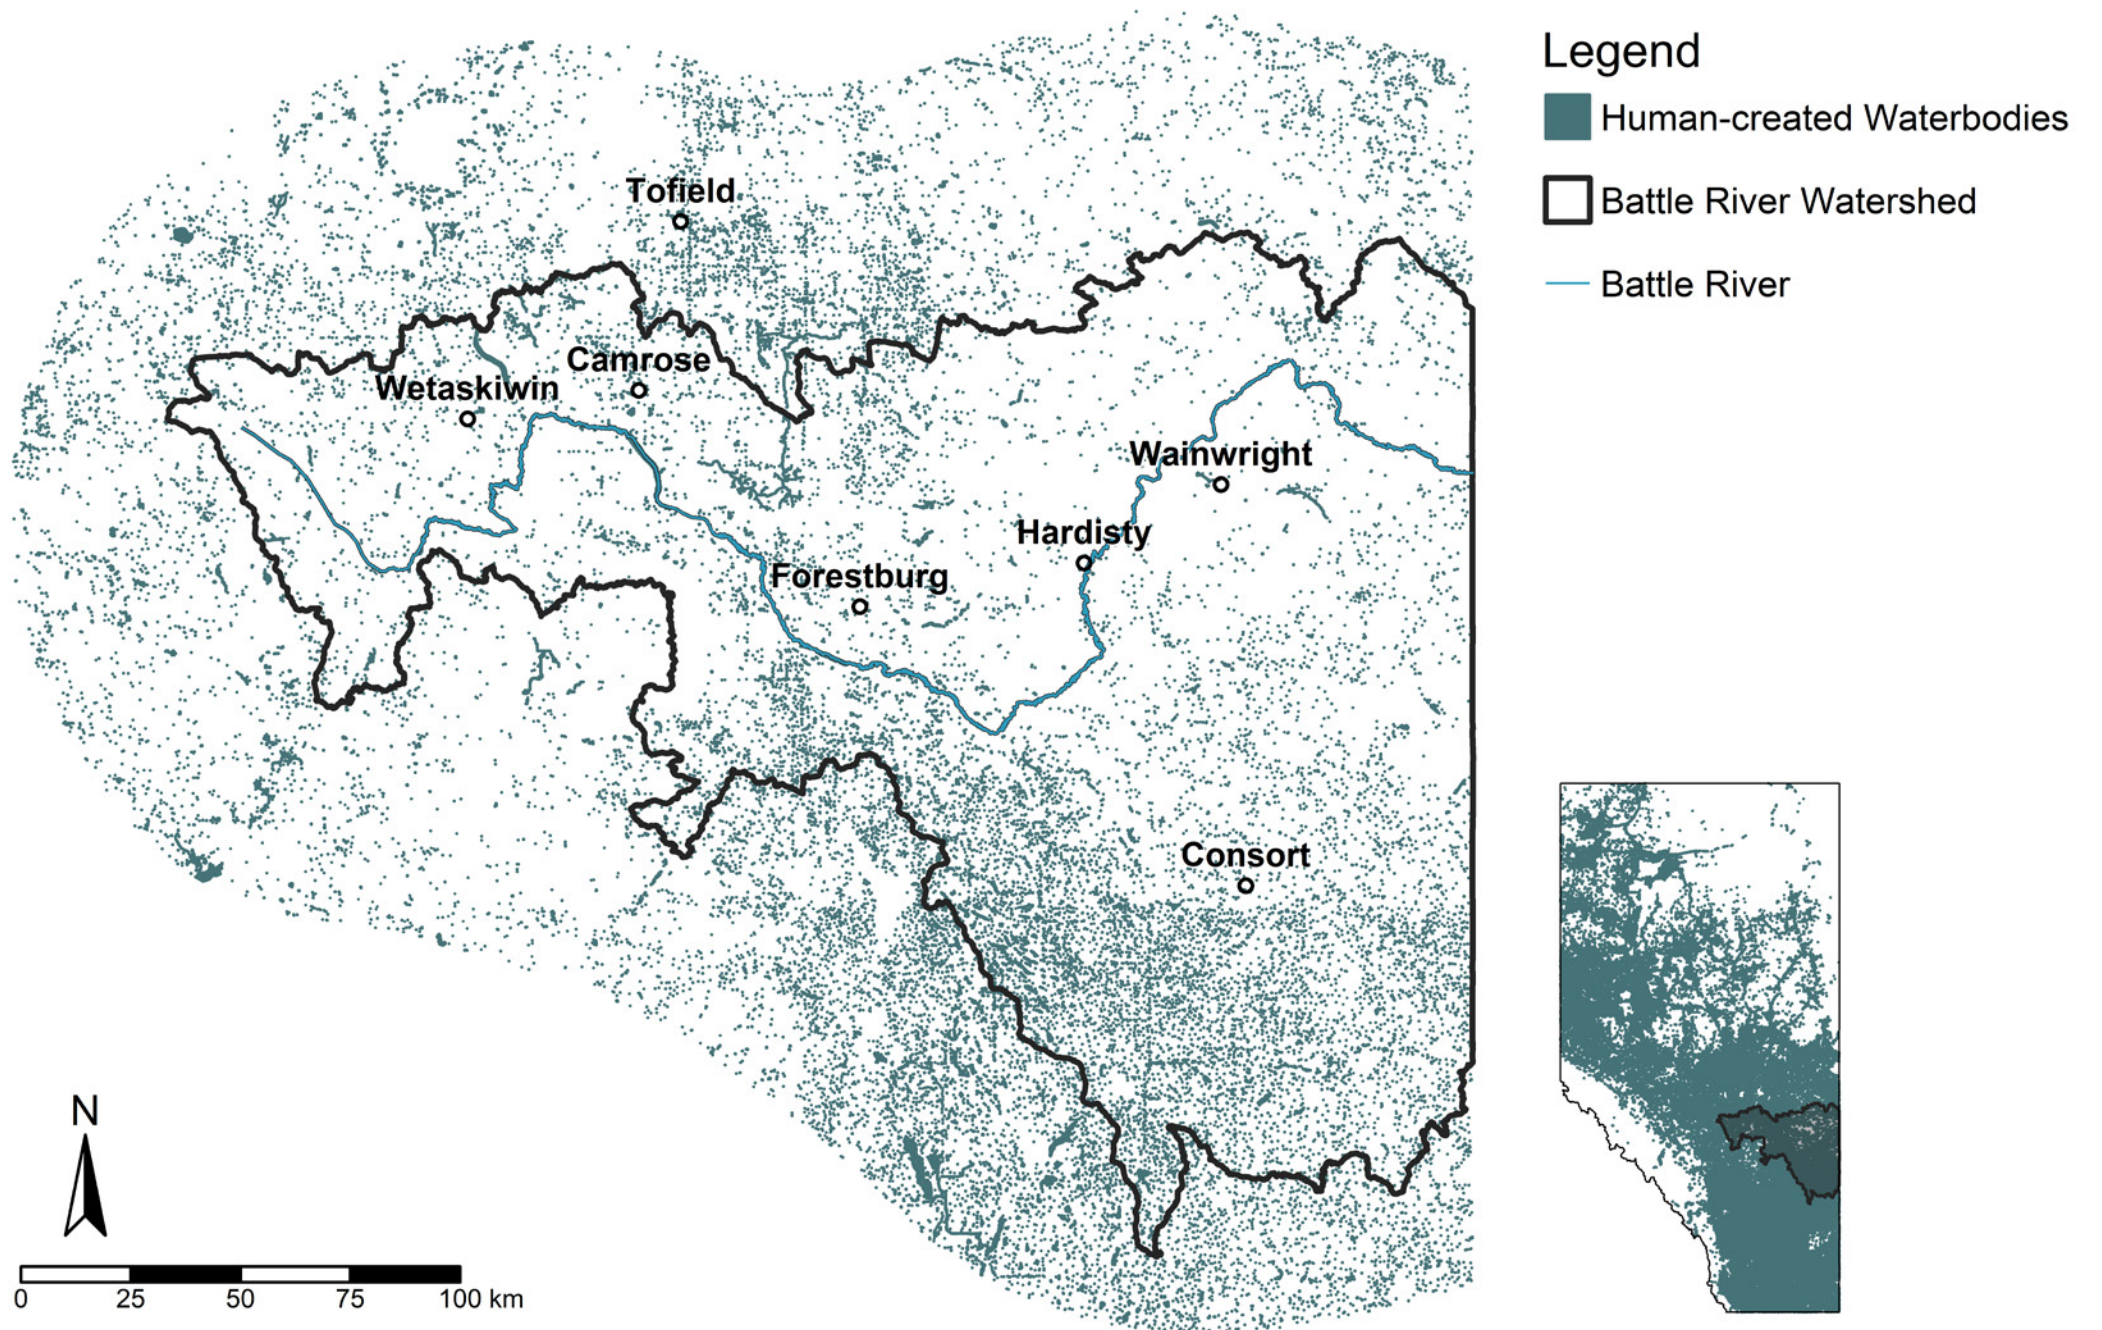 Legend
Human-created Waterbodies
Battle River Watershed
Battle River
Tofield
Camrose
Wetaskiwin
Wainwright
Hardisty
Forestburg
Consort
N
0 25 50 75 100 km